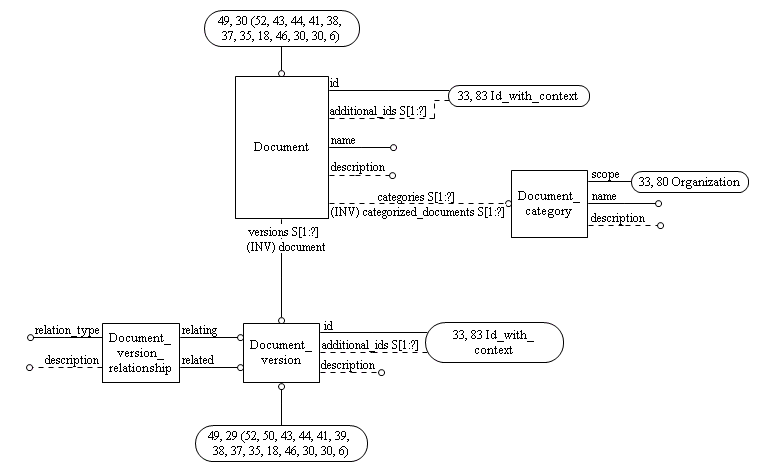 49, 30 (52, 43, 44, 41, 38,
37, 35, 18, 46, 30, 30, 6)
id
33, 83 Id_with_context
additional_ids S[1:?]
Document
name
description
categories S[1:?]
(INV) categorized_documents S[1:?]
Document_
category
scope
33, 80 Organization
name
description
versions S[1:?]
(INV) document
relation_type
description
Document_
version_
relationship
relating
related
Document_
version
id
additional_ids S[1:?]
description
33, 83 Id_with_
context
49, 29 (52, 50, 43, 44, 41, 39,
38, 37, 35, 18, 46, 30, 30, 6)